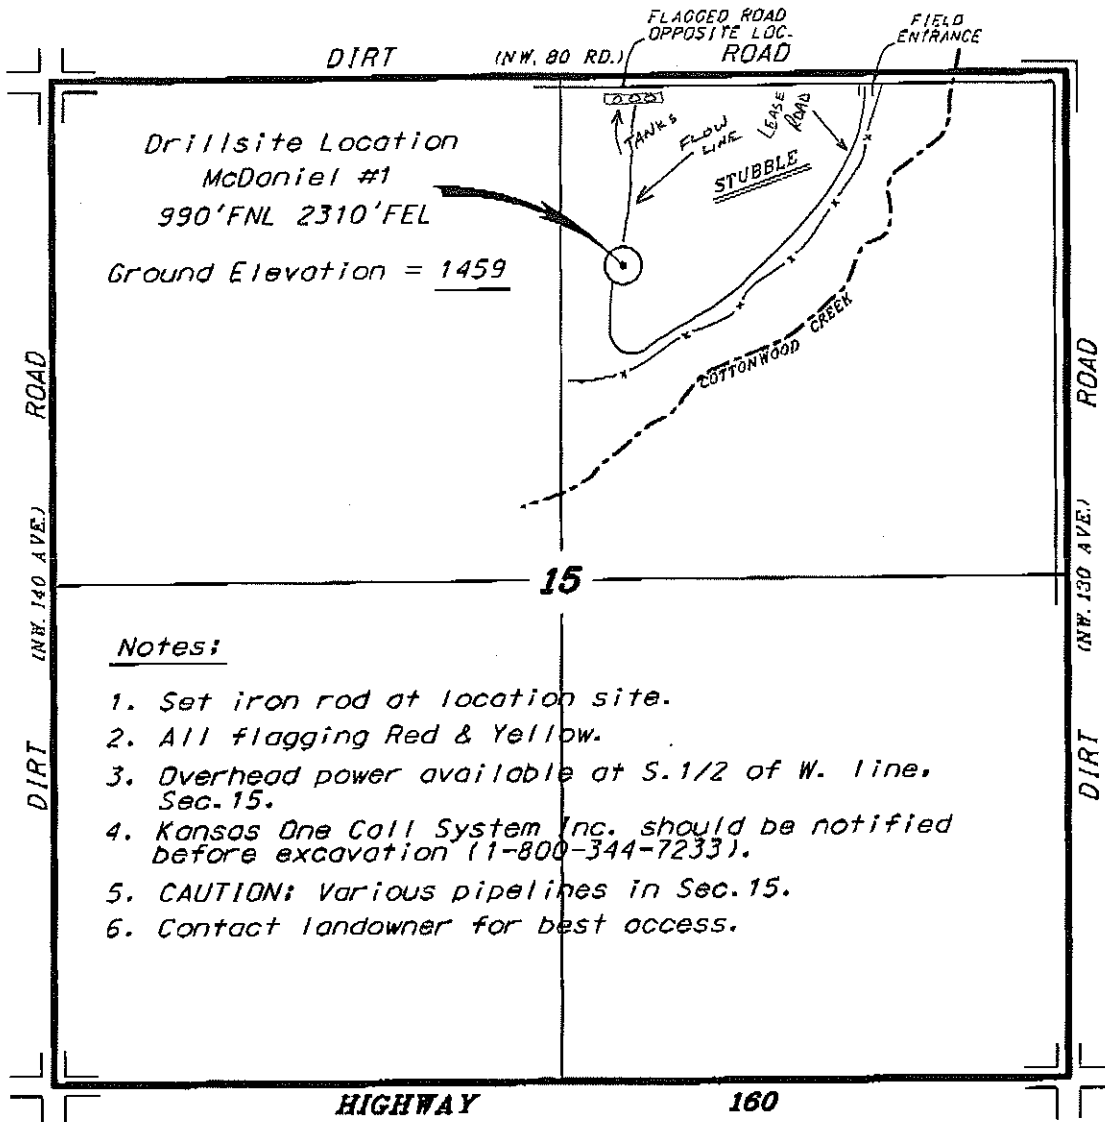 FLAGGED ROAD
OPPOSITE LOC.
FIELD
ENTRANCE
DIRT
(NW. 80 RD.)
ROAD
TANKS
FLOW
LINE
LEASE
ROAD
STUBBLE
Drillsite Location
McDaniel #1
990'FNL 2310'FEL
Ground Elevation = 1459
COTTONWOOD CREEK
ROAD
(NW. 140 AVE.)
DIRT
ROAD
(NW. 130 AVE.)
DIRT
15
Notes:
1. Set iron rod at location site.
2. All flagging Red & Yellow.
3. Overhead power available at S.1/2 of W. line,
Sec.15.
4. Kansas One Call System Inc. should be notified
before excavation (1-800-344-7233).
5. CAUTION: Various pipelines in Sec.15.
6. Contact landowner for best access.
HIGHWAY 160